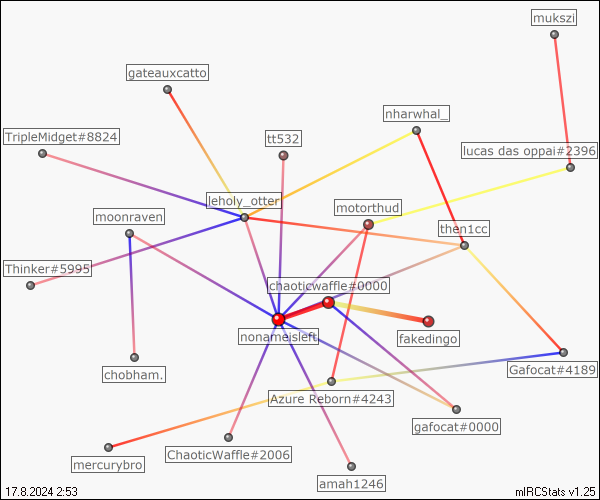 mukszi
gateauxcatto
nharwhal_
TripleMidget#8824
tt532
lucas das oppai#2396
leholy_otter
motorthud
moonraven
then1cc
Thinker#5995
chaoticwaffle#0000
nonameisleft
fakedingo
chobham.
Gafocat#4189
Azure Reborn#4243
gafocat#0000
mercurybro
ChaoticWaffle#2006
amah1246
17.8.2024 2:53
mIRCStats v1.25